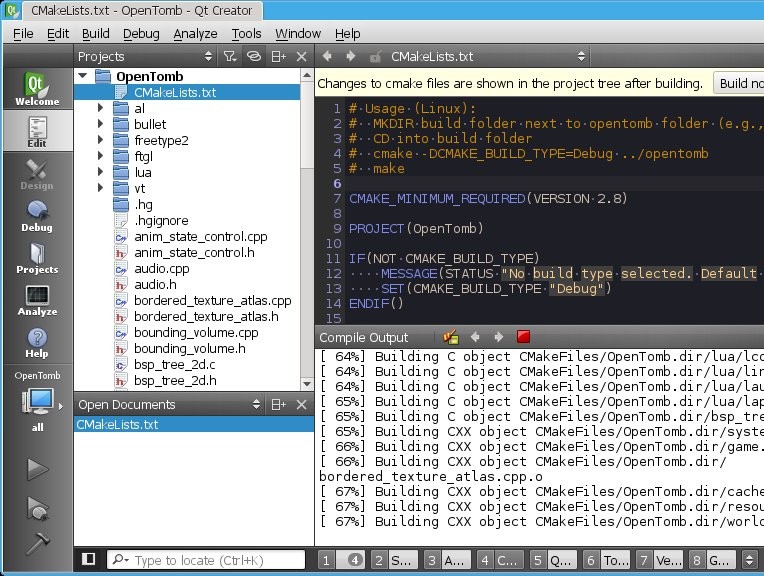 CMakeLists.txt - OpenTomb - Qt Creator
File Edit Build Debug Analyze Tools Window Help
Projects
CMakeLists.txt
Welcome
Edit
Design
Debug
Projects
Analyze
Help
OpenTomb
all
OpenTomb
CMakeLists.txt
al
bullet
freetype2
ftgl
lua
vt
.hg
.hgignore
anim_state_control.cpp
anim_state_control.h
audio.cpp
audio.h
bordered_texture_atlas.cpp
bordered_texture_atlas.h
bounding_volume.cpp
bounding_volume.h
bsp_tree_2d.c
bsp_tree_2d.h
Open Documents
CMakeLists.txt
Changes to cmake files are shown in the project tree after building. Build no
1 # Usage (Linux):
2 # MKDIR build folder next to opentomb folder (e.g.,
3 # CD into build folder
4 # cmake -DCMAKE_BUILD_TYPE=Debug ../opentomb
5 # make
6
7 CMAKE_MINIMUM_REQUIRED(VERSION 2.8)
8
9 PROJECT(OpenTomb)
10
11 IF(NOT CMAKE_BUILD_TYPE)
12 ····MESSAGE(STATUS "No build type selected. Default
13 ····SET(CMAKE_BUILD_TYPE "Debug")
14 ENDIF()
15
Compile Output
[ 64%] Building C object CMakeFiles/OpenTomb.dir/lua/lco
[ 64%] Building C object CMakeFiles/OpenTomb.dir/lua/lin
[ 64%] Building C object CMakeFiles/OpenTomb.dir/lua/lau
[ 65%] Building C object CMakeFiles/OpenTomb.dir/lua/lap
[ 65%] Building C object CMakeFiles/OpenTomb.dir/bsp_tre
[ 65%] Building CXX object CMakeFiles/OpenTomb.dir/syste
[ 66%] Building CXX object CMakeFiles/OpenTomb.dir/game.
[ 66%] Building CXX object CMakeFiles/OpenTomb.dir/
bordered_texture_atlas.cpp.o
[ 67%] Building CXX object CMakeFiles/OpenTomb.dir/cache
[ 67%] Building CXX object CMakeFiles/OpenTomb.dir/resou
[ 67%] Building CXX object CMakeFiles/OpenTomb.dir/world
Type to locate (Ctrl+K)
1 4 2 S... 3 A... 4 C... 5 Q... 6 To... 7 Ve... 8 G...